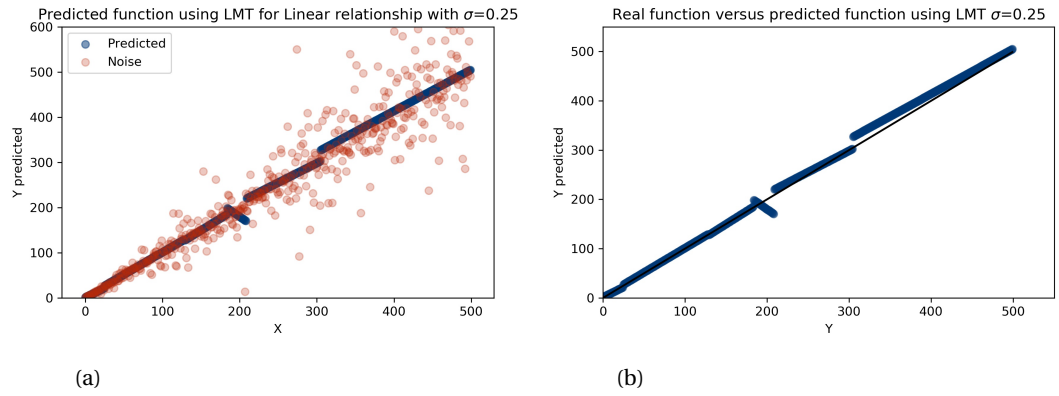 Predicted function using LMT for Linear relationship with σ=0.25
Predicted
Noise
Y predicted
600
500
400
300
200
100
0
0 100 200 300 400 500
X
(a)
Real function versus predicted function using LMT σ=0.25
Y predicted
500
400
300
200
100
0
0 100 200 300 400 500
Y
(b)